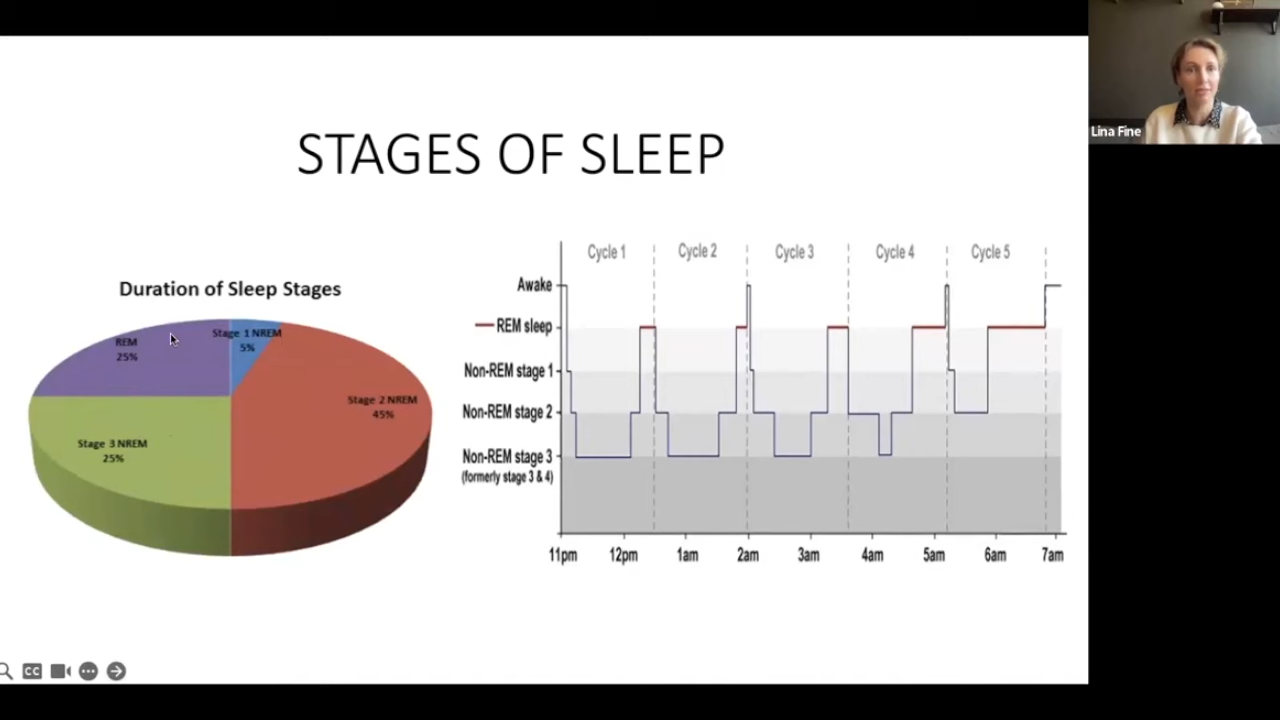 STAGES OF SLEEP
Lina Fine
Duration of Sleep Stages
Stage 1 NREM
5%
REM
25%
Stage 2 NREM
45%
Stage 3 NREM
25%
Cycle 1 Cycle 2 Cycle 3 Cycle 4 Cycle 5
Awake
REM sleep
Non-REM stage 1
Non-REM stage 2
Non-REM stage 3
(formerly stage 3 & 4)
11pm 12pm 1am 2am 3am 4am 5am 6am 7am
CC